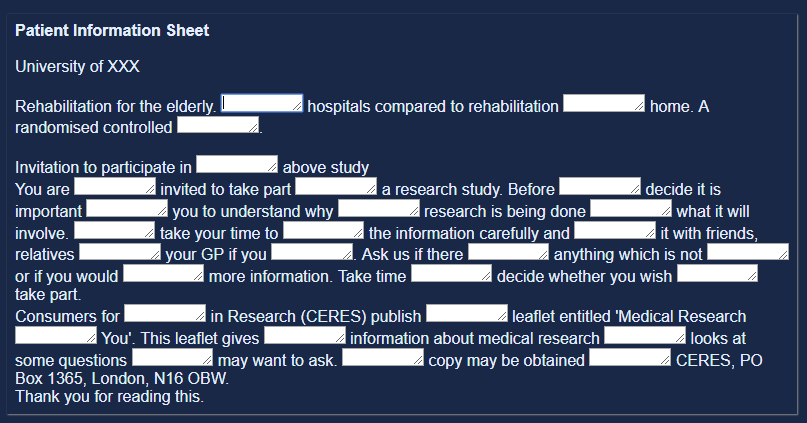 Patient Information Sheet
University of XXX
Rehabilitation for the elderly. hospitals compared to rehabilitation home. A
randomised controlled .
Invitation to participate in above study
You are invited to take part a research study. Before decide it is
important you to understand why research is being done what it will
involve. take your time to the information carefully and it with friends,
relatives your GP if you . Ask us if there anything which is not
or if you would more information. Take time decide whether you wish
take part.
Consumers for in Research (CERES) publish leaflet entitled 'Medical Research
You'. This leaflet gives information about medical research looks at
some questions may want to ask. copy may be obtained CERES, PO
Box 1365, London, N16 OBW.
Thank you for reading this.